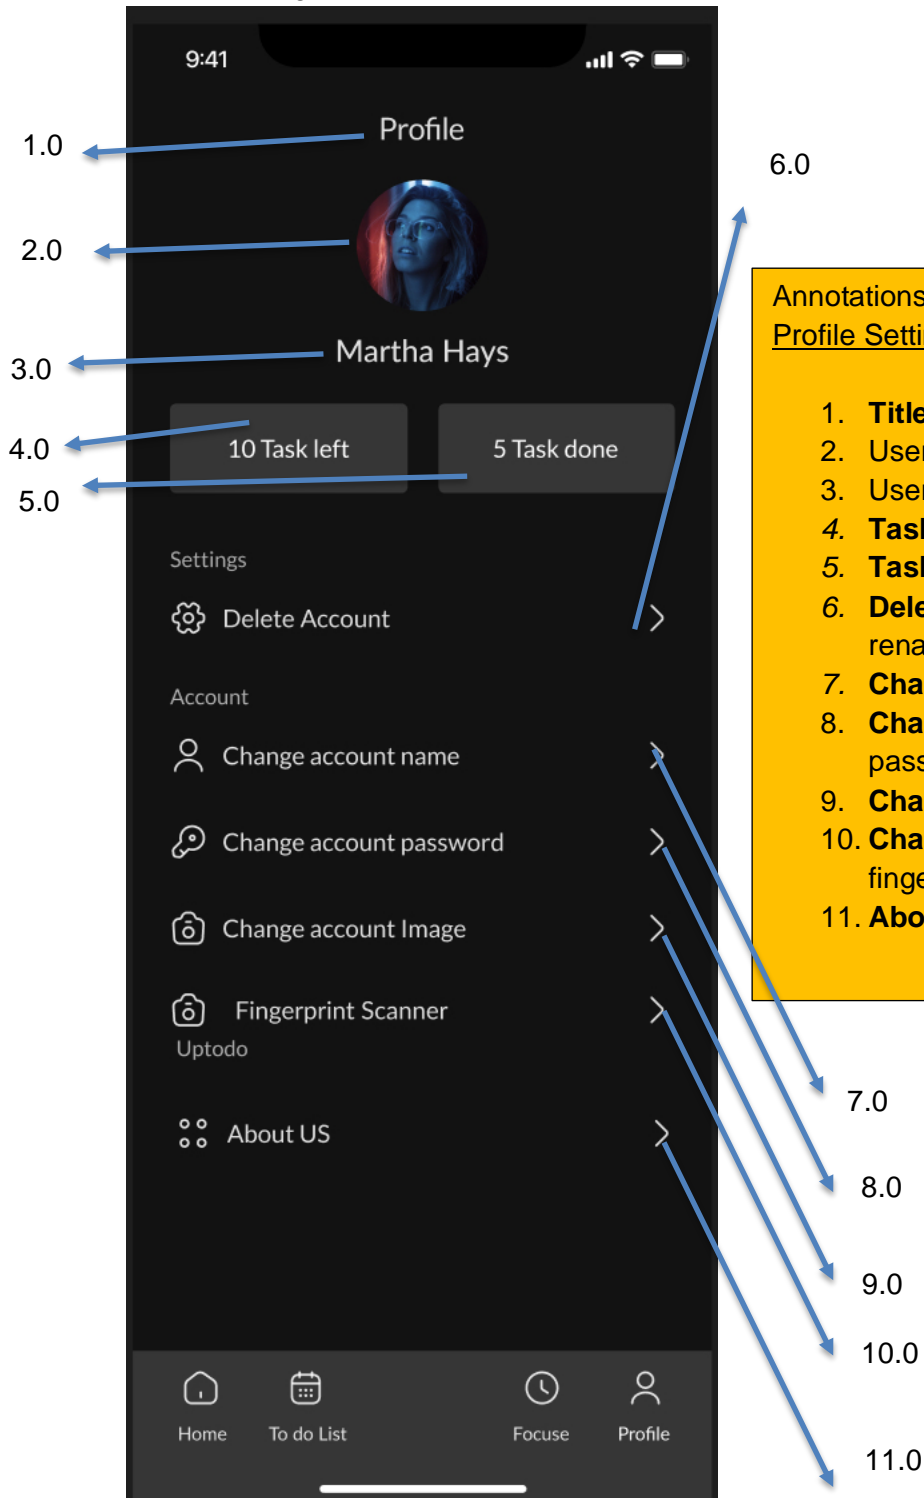 9:41
Profile
1.0
6.0
2.0
Annotations
Profile Setti
Martha Hays
3.0
1. Title
2. User
3. User
4. Task
5. Task
6. Dele
rena
7. Cha
8. Cha
pass
9. Cha
10. Cha
finge
11. Abo
10 Task left
5 Task done
4.0
5.0
Settings
Delete Account
Account
Change account name
Change account password
Change account Image
Fingerprint Scanner
Uptodo
About US
7.0
8.0
9.0
10.0
11.0
Home
To do List
Focuse
Profile